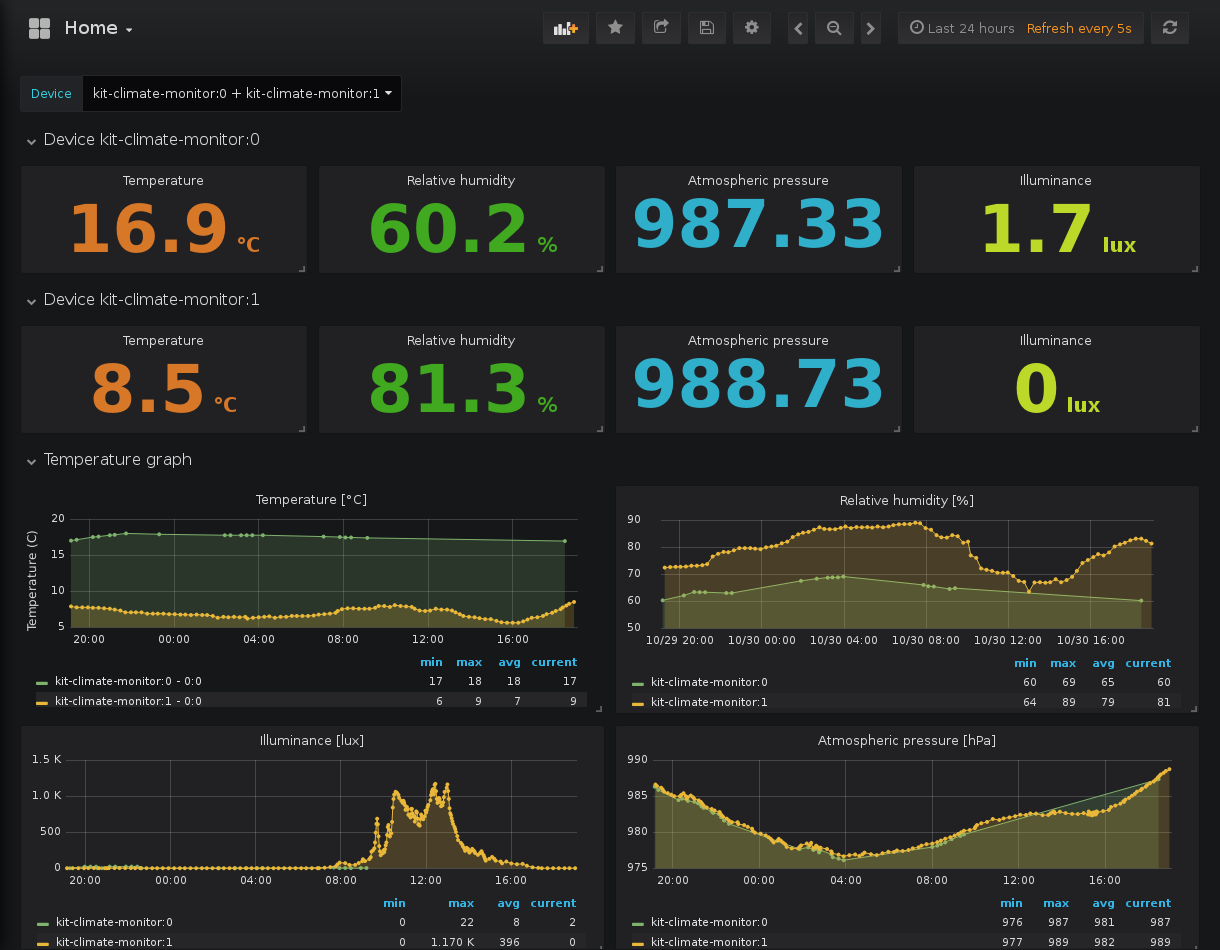 Home
Last 24 hours Refresh every 5s
Device kit-climate-monitor:0 + kit-climate-monitor:1
Device kit-climate-monitor:0
Temperature
16.9 °C
Relative humidity
60.2 %
Atmospheric pressure
987.33
Illuminance
1.7 lux
Device kit-climate-monitor:1
Temperature
8.5 °C
Relative humidity
81.3 %
Atmospheric pressure
988.73
Illuminance
0 lux
Temperature graph
Temperature [°C]
Temperature (C)
20
15
10
5
20:00 00:00 04:00 08:00 12:00 16:00
min max avg current
kit-climate-monitor:0 - 0:0 17 18 18 17
kit-climate-monitor:1 - 0:0 6 9 7 9
Relative humidity [%]
90
80
70
60
50
10/29 20:00 10/30 00:00 10/30 04:00 10/30 08:00 10/30 12:00 10/30 16:00
min max avg current
kit-climate-monitor:0 60 69 65 60
kit-climate-monitor:1 64 89 79 81
Illuminance [lux]
1.5 K
1.0 K
500
0
20:00 00:00 04:00 08:00 12:00 16:00
min max avg current
kit-climate-monitor:0 0 22 8 2
kit-climate-monitor:1 0 1.170 K 396 0
Atmospheric pressure [hPa]
990
985
980
975
20:00 00:00 04:00 08:00 12:00 16:00
min max avg current
kit-climate-monitor:0 976 987 981 987
kit-climate-monitor:1 977 989 982 989